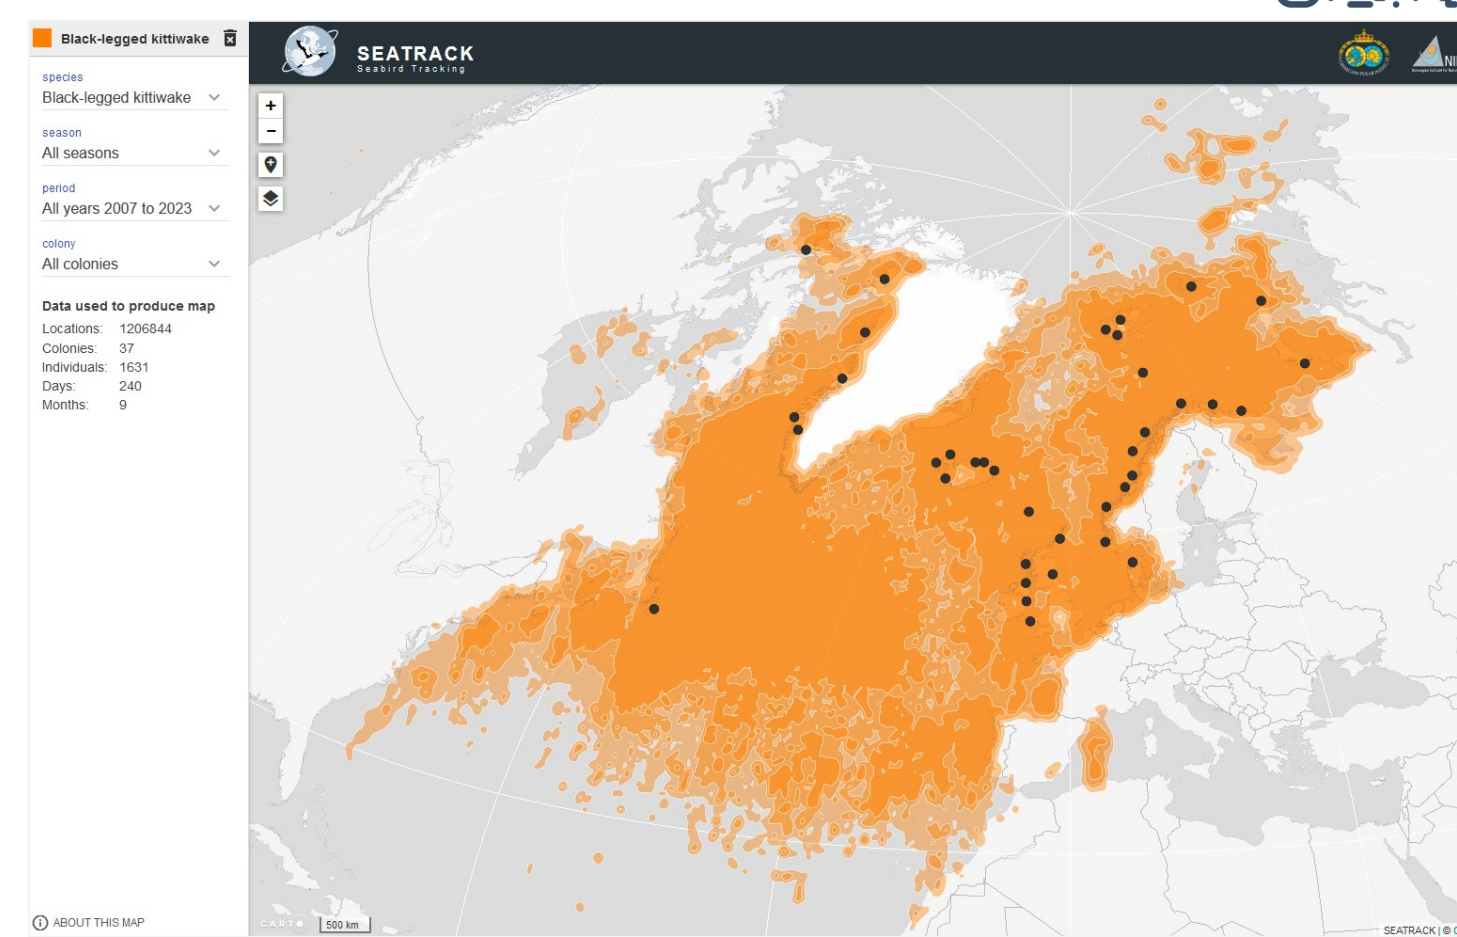 Black-legged kittiwake
species
Black-legged kittiwake
season
All seasons
period
All years 2007 to 2023
colony
All colonies
Data used to produce map
Locations: 1206844
Colonies: 37
Individuals: 1631
Days: 240
Months: 9
ABOUT THIS MAP
SEATRACK
Seabird Tracking
+
−
CARTO
500 km
SEATRACK | ©